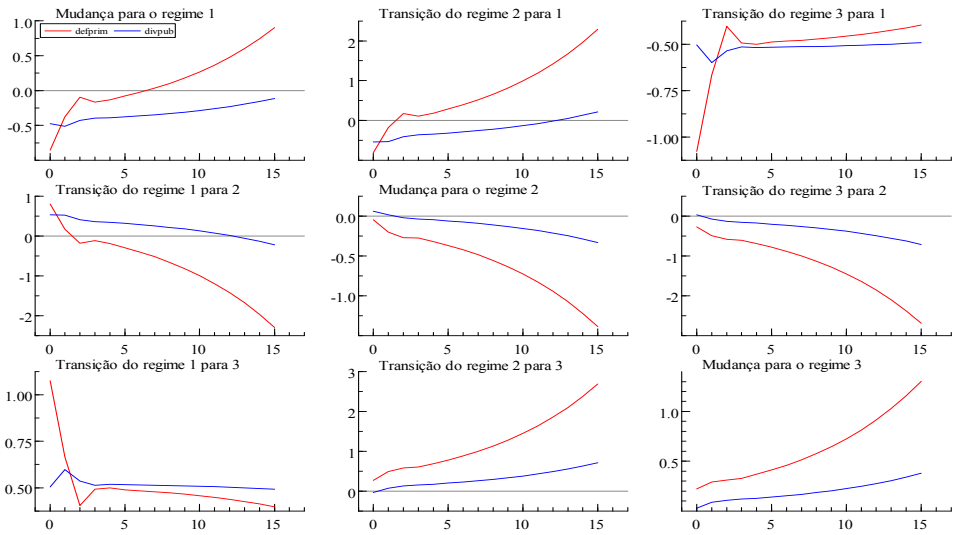 Mudança para o regime 1
defprim divpub
1.0
0.5
0.0
-0.5
0 5 10 15
Transição do regime 2 para 1
2
1
0
-1
0 5 10 15
Transição do regime 3 para 1
-0.50
-0.75
-1.00
0 5 10 15
Transição do regime 1 para 2
1
0
-1
-2
0 5 10 15
Mudança para o regime 2
0.0
-0.5
-1.0
0 5 10 15
Transição do regime 3 para 2
0
-1
-2
0 5 10 15
Transição do regime 1 para 3
1.00
0.75
0.50
0 5 10 15
Transição do regime 2 para 3
3
2
1
0
0 5 10 15
Mudança para o regime 3
1.0
0.5
0 5 10 15